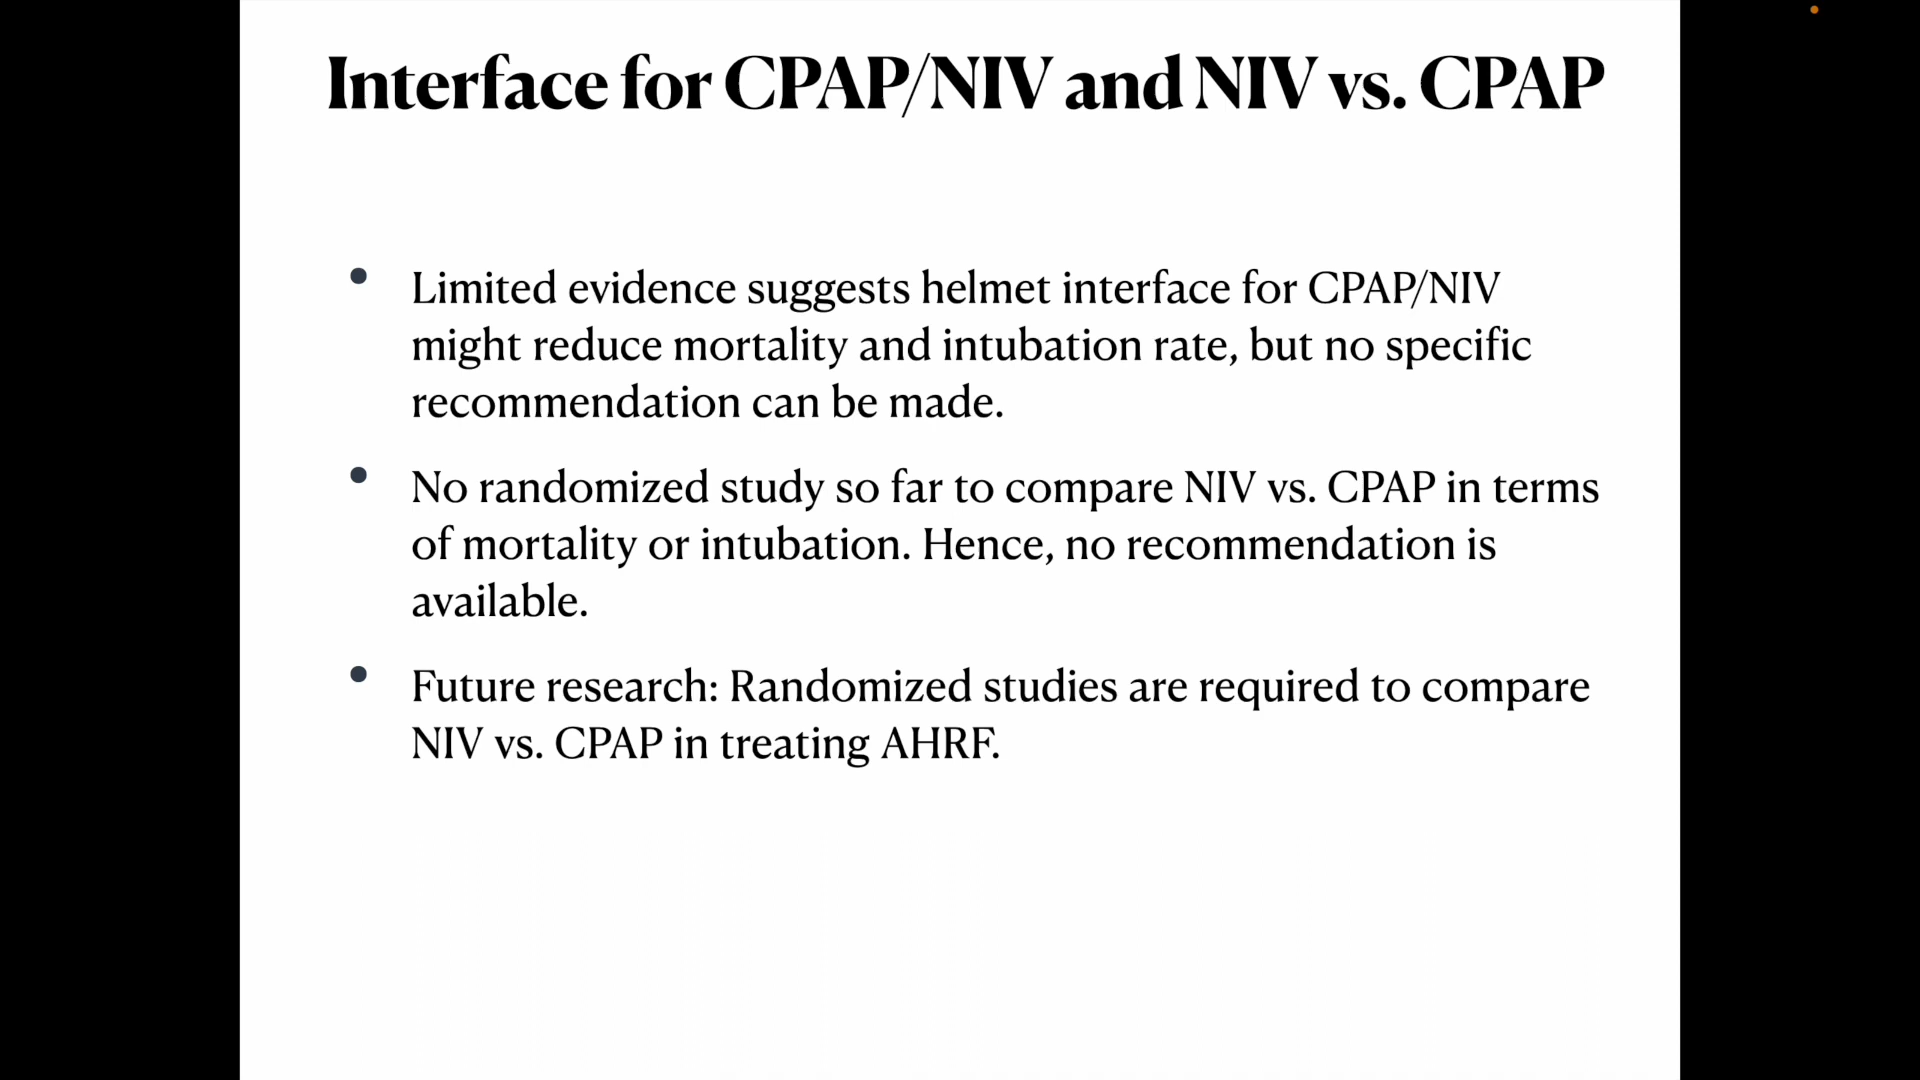 Interface for CPAP/NIV and NIV vs. CPAP
• Limited evidence suggests helmet interface for CPAP/NIV
might reduce mortality and intubation rate, but no specific
recommendation can be made.
• No randomized study so far to compare NIV vs. CPAP in terms
of mortality or intubation. Hence, no recommendation is
available.
• Future research: Randomized studies are required to compare
NIV vs. CPAP in treating AHRF.